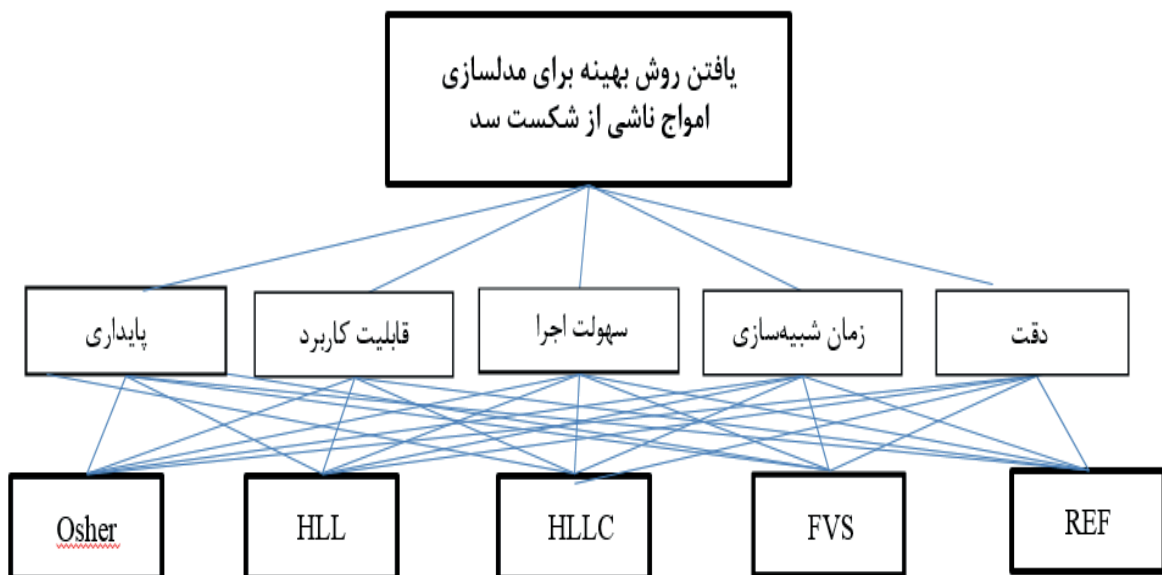 یافتن روش بهینه برای مدلسازی
امواج ناشی از شکست سد
دقت
زمان شبیه‌سازی
سهولت اجرا
قابلیت کاربرد
پایداری
Osher
HLL
HLLC
FVS
REF